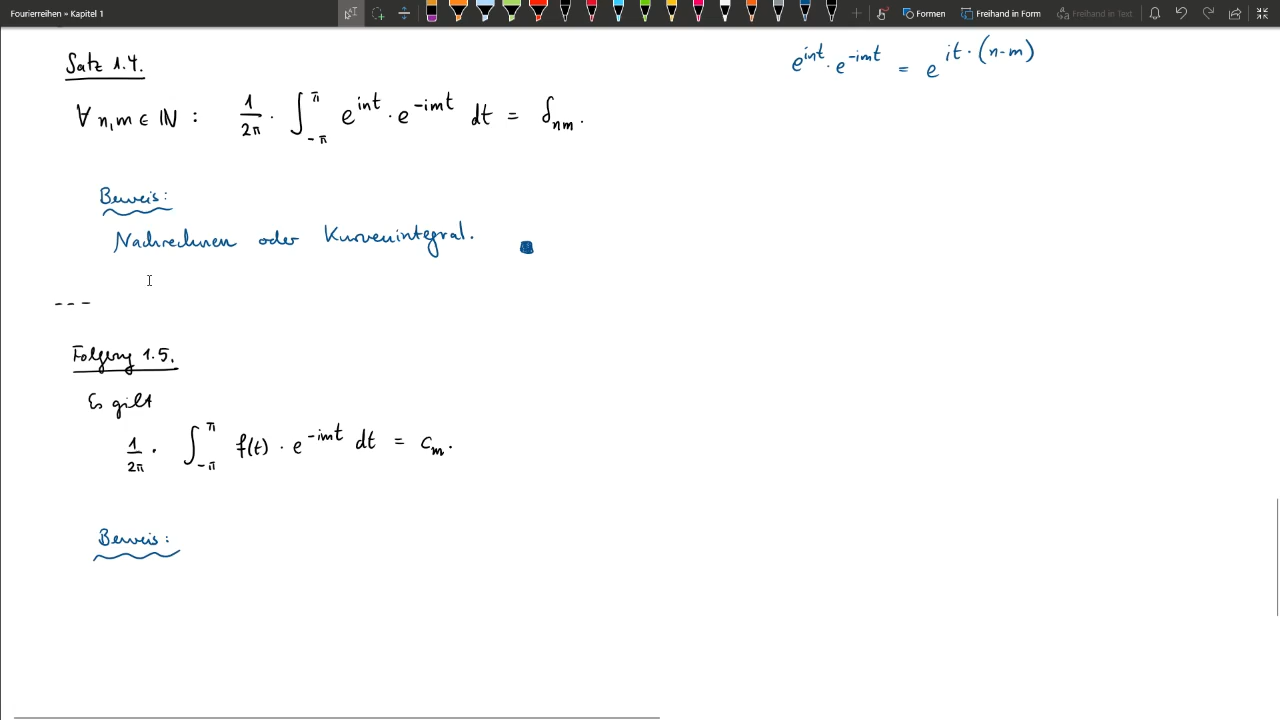 Fourierreihen » Kapitel 1
Formen
Freihand in Form
Freihand in Text
Satz 1.4.
e^{int} · e^{-imt} = e^{it·(n-m)}
∀ n,m ∈ ℕ : 1/2π · ∫_{-π}^{π} e^{int} · e^{-imt} dt = δ_{nm}.
Beweis:
Nachrechnen oder Kurvenintegral.
---
Folgerung 1.5.
Es gilt
1/2π · ∫_{-π}^{π} f(t) · e^{-imt} dt = c_m.
Beweis: